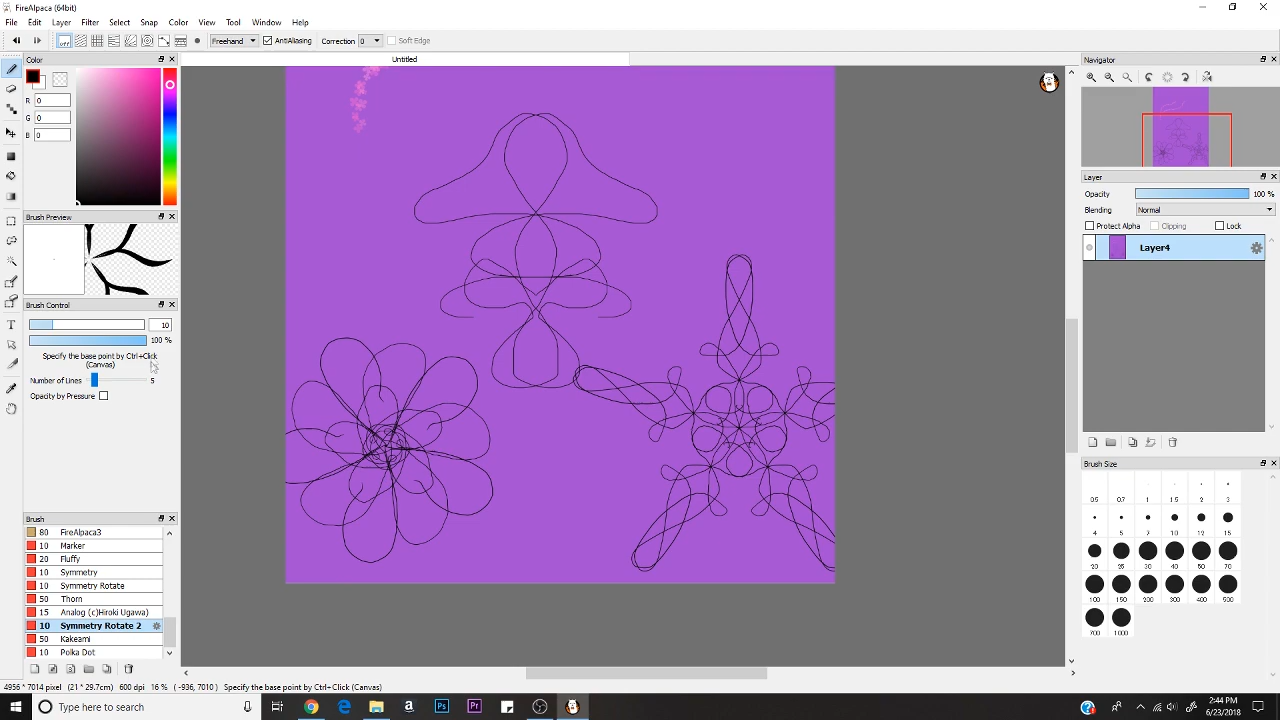 FireAlpaca (64bit)
File Edit Layer Filter Select Snap Color View Tool Window Help
off Freehand AntiAliasing Correction 0 Soft Edge
Color
Untitled
Navigator
R 0
G 0
B 0
Layer
Opacity 100 %
Blending Normal
Protect Alpha Clipping Lock
Brush Preview
Layer4
Brush Control
10
100 %
Specify the base point by Ctrl+Click
(Canvas)
Number of Lines 5
Opacity by Pressure
Brush Size
0.5 0.7 1 1.5 2 3
4 5 7 10 12 15
20 25 30 40 50 70
100 150 200 300 400 500
700 1000
Brush
80 FireAlpaca3
10 Marker
20 Fluffy
10 Symmetry
10 Symmetry Rotate
50 Thorn
15 Analog (c)Hiroki Ugawa)
10 Symmetry Rotate 2
50 Kakeami
10 Polka Dot
4956 * 7014 pixel (21 * 29.7cm) 600 dpi 16 % ( -936, 7010 ) Specify the base point by Ctrl+Click (Canvas)
Type here to search
a Ps Pr
2:44 PM
6/23/2018